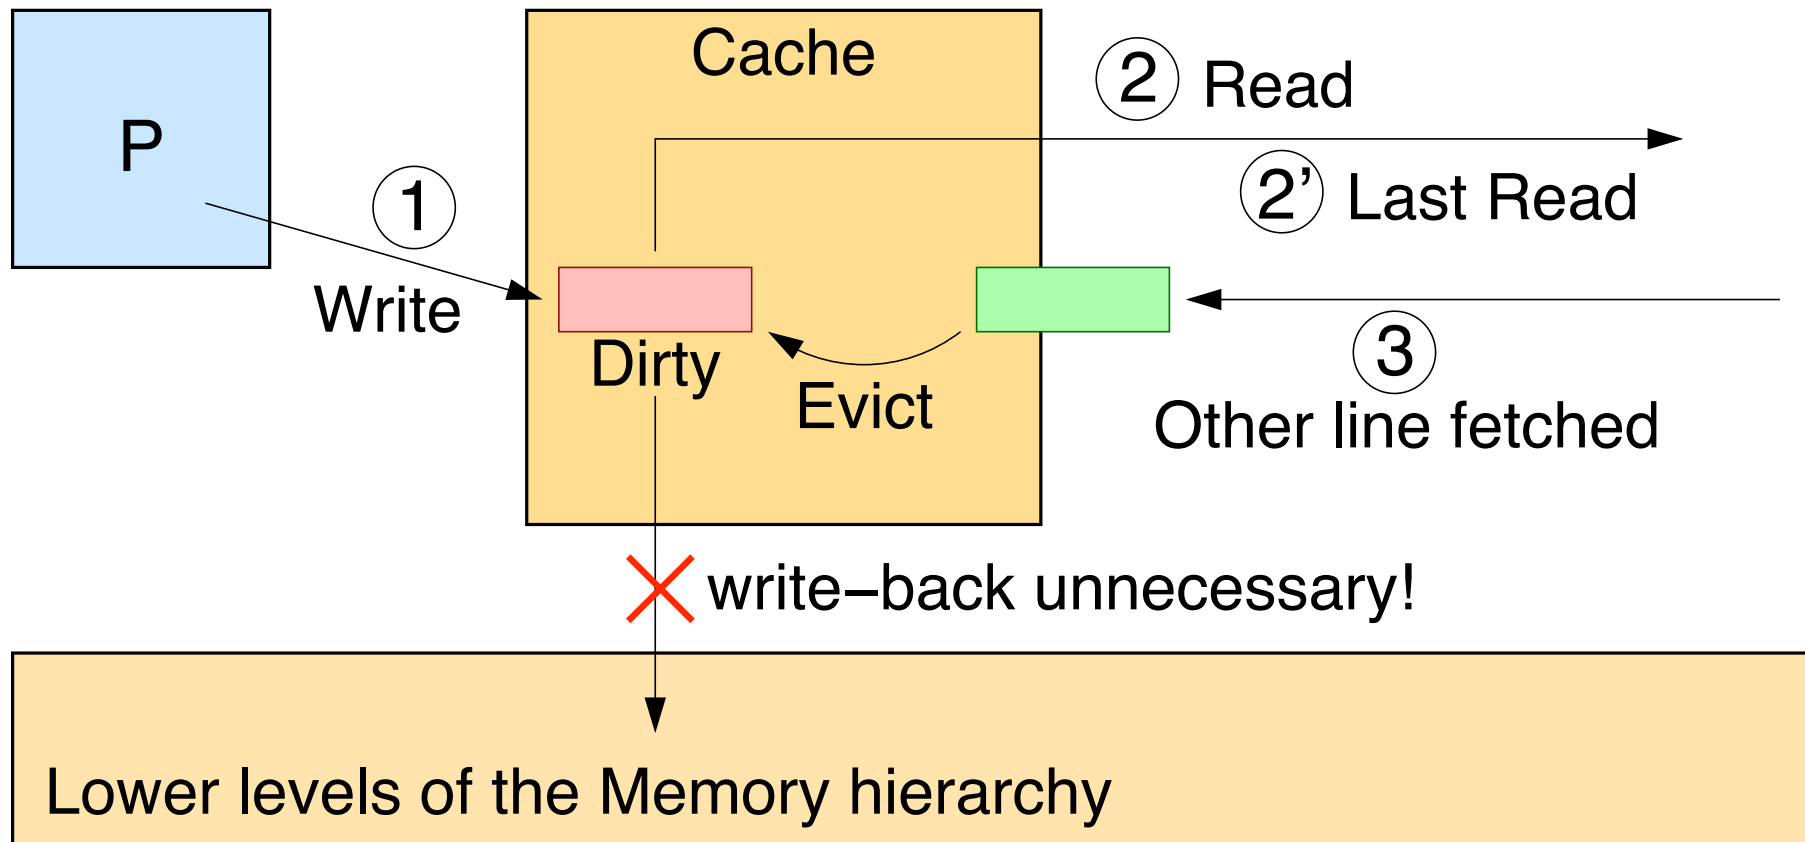 Cache
2 Read
P
1
2’ Last Read
Write
Dirty
3
Evict
Other line fetched
write–back unnecessary!
Lower levels of the Memory hierarchy